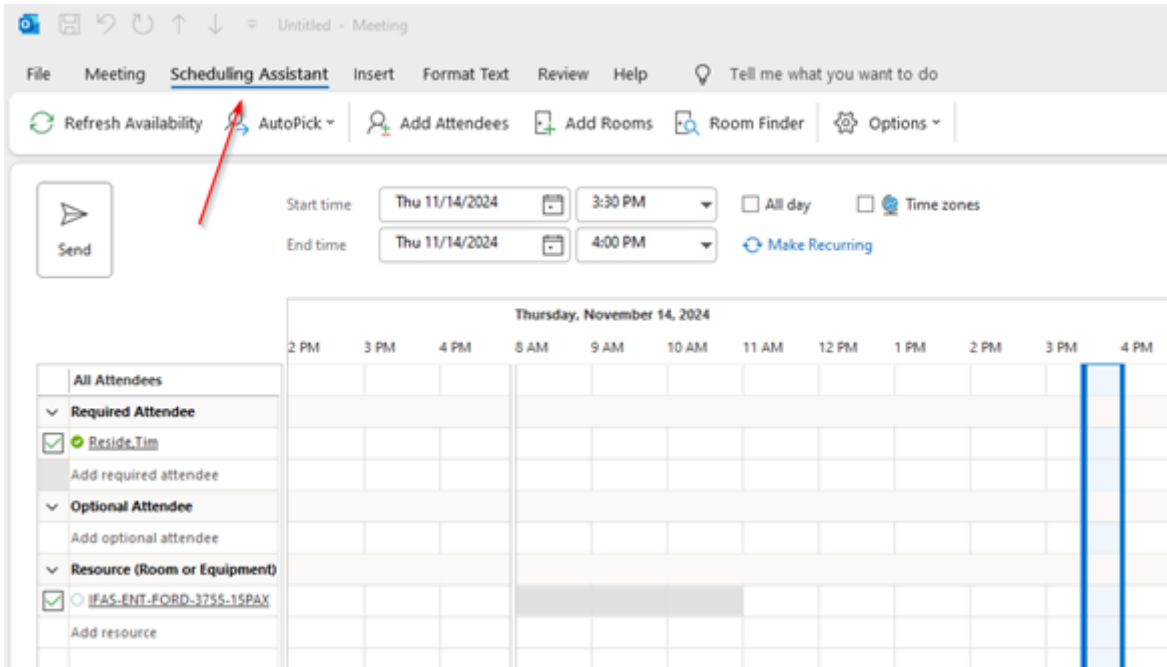 Untitled - Meeting
File Meeting Scheduling Assistant Insert Format Text Review Help Tell me what you want to do
Refresh Availability AutoPick Add Attendees Add Rooms Room Finder Options
Send
Start time Thu 11/14/2024 3:30 PM All day Time zones
End time Thu 11/14/2024 4:00 PM Make Recurring
Thursday, November 14, 2024
2 PM 3 PM 4 PM 8 AM 9 AM 10 AM 11 AM 12 PM 1 PM 2 PM 3 PM 4 PM
All Attendees
Required Attendee
Reside,Tim
Add required attendee
Optional Attendee
Add optional attendee
Resource (Room or Equipment)
IFAS-ENT-FORD-3755-15PAX
Add resource